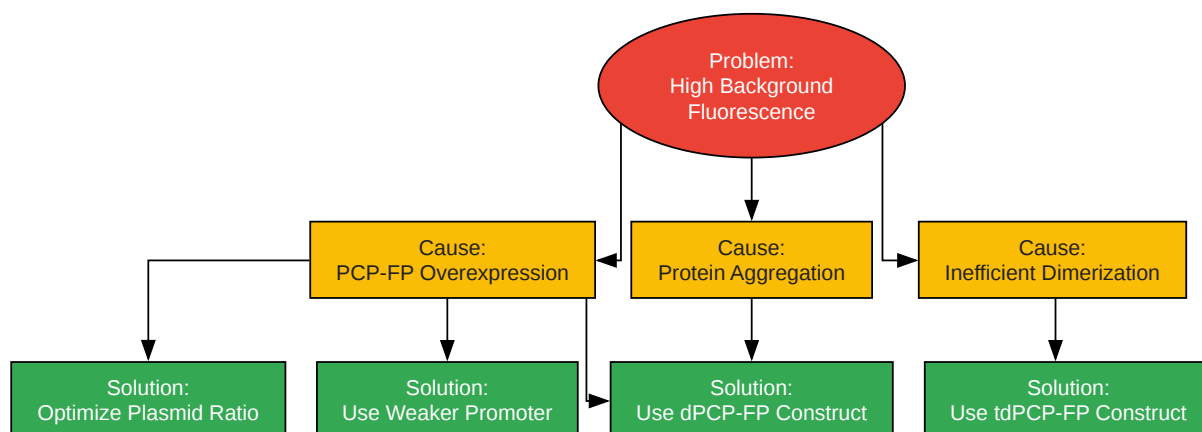 Problem:
High Background
Fluorescence
Cause:
PCP-FP Overexpression
Cause:
Protein Aggregation
Cause:
Inefficient Dimerization
Solution:
Optimize Plasmid Ratio
Solution:
Use Weaker Promoter
Solution:
Use dPCP-FP Construct
Solution:
Use tdPCP-FP Construct